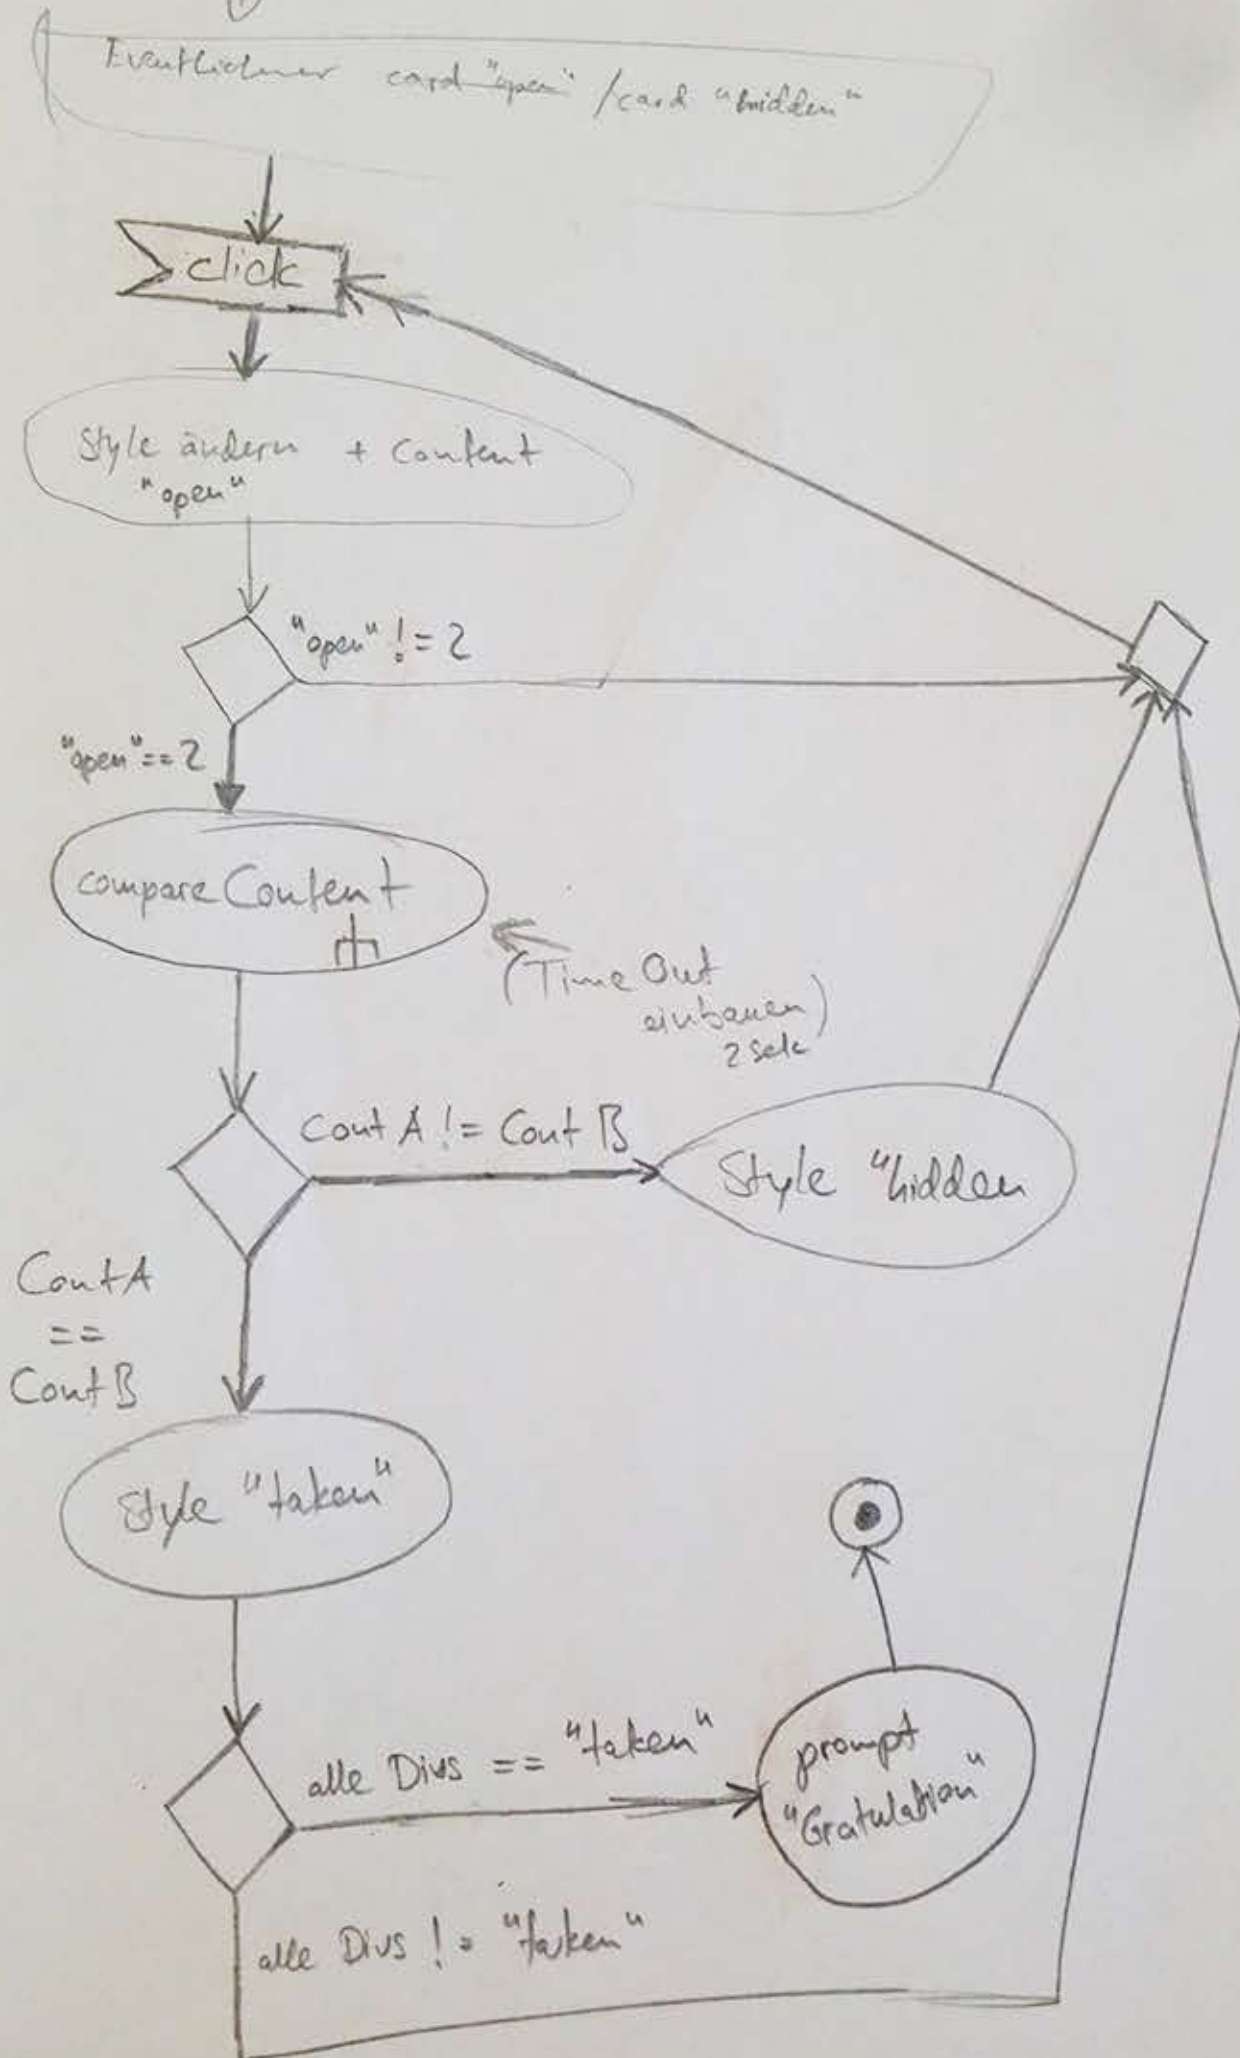 Eventlistener card "open" / card "hidden"
click
Style ändern + Content
"open"
"open" != 2
"open" == 2
compare Content
(Time Out
einbauen)
2 sek
Cont A != Cont B
Style "hidden
Cont A
==
Cont B
Style "taken"
alle Divs == "taken"
prompt
"Gratulation"
alle Divs != "taken"